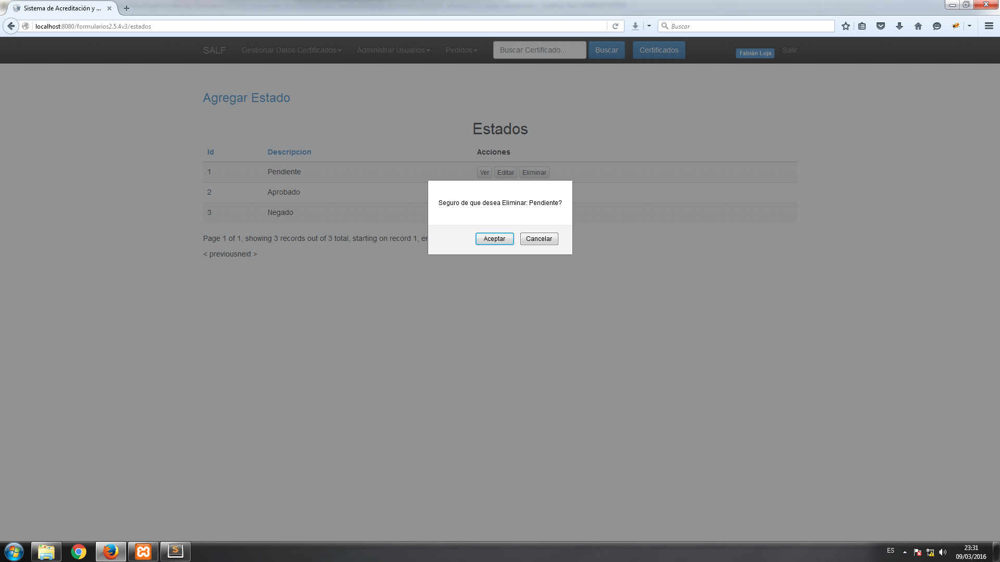 Sistema de Acreditación y ...
localhost:8080/formularios2.5.4v3/estados
Buscar
SALF Gestionar Datos Certificados Administrar Usuarios Pedidos Buscar Certificado... Buscar Certificados Fabián Loja Salir
Agregar Estado
Estados
Id Descripcion Acciones
1 Pendiente Ver Editar Eliminar
2 Aprobado
3 Negado
Seguro de que desea Eliminar: Pendiente?
Aceptar Cancelar
Page 1 of 1, showing 3 records out of 3 total, starting on record 1,
< previousnext >
ES
23:31
09/03/2016